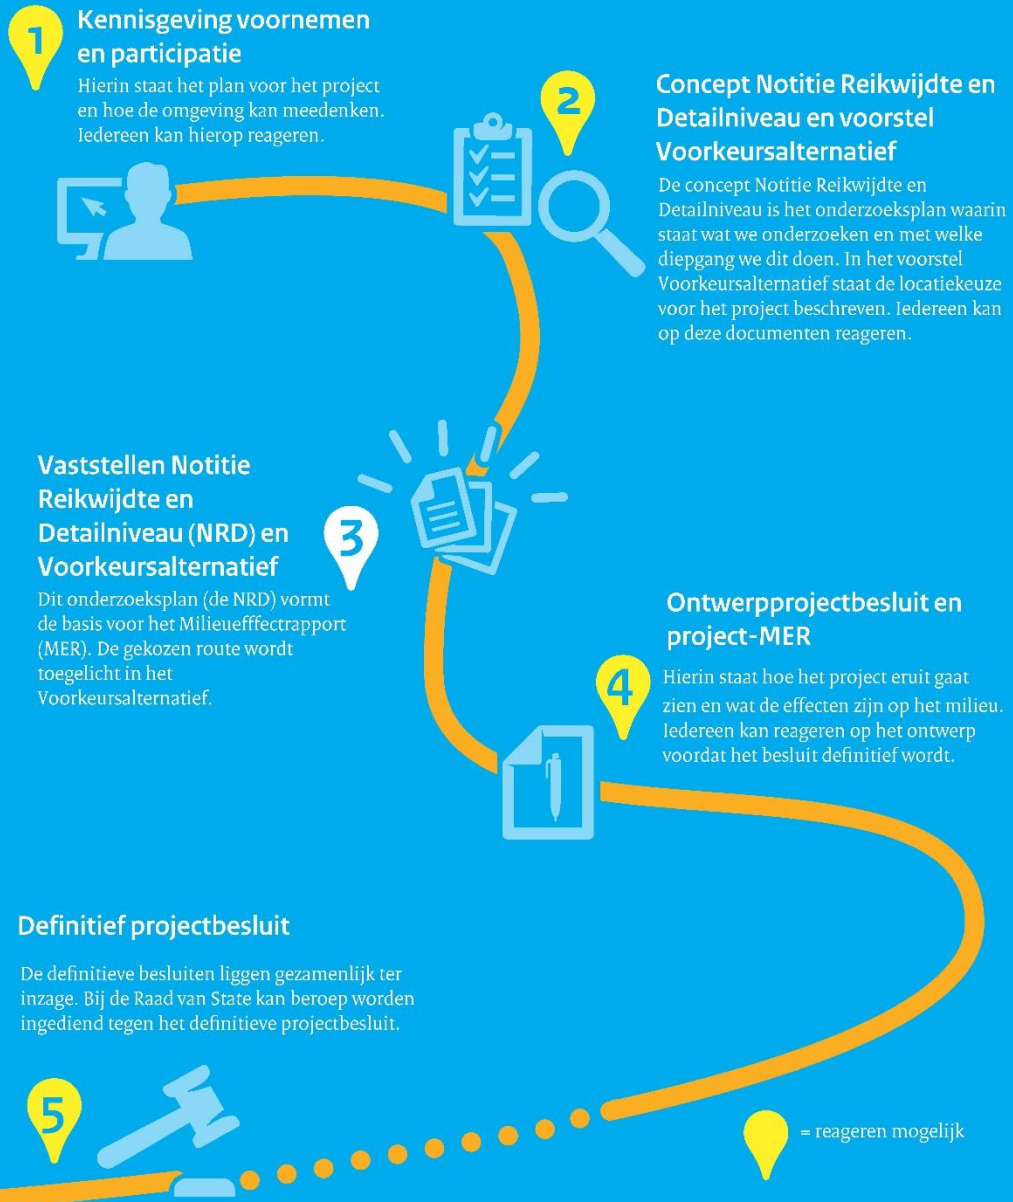 1
Kennisgeving voornemen
en participatie
Hierin staat het plan voor het project
en hoe de omgeving kan meedenken.
Iedereen kan hierop reageren.
2
Concept Notitie Reikwijdte en
Detailniveau en voorstel
Voorkeursalternatief
De concept Notitie Reikwijdte en
Detailniveau is het onderzoeksplan waarin
staat wat we onderzoeken en met welke
diepgang we dit doen. In het voorstel
Voorkeursalternatief staat de locatiekeuze
voor het project beschreven. Iedereen kan
op deze documenten reageren.
Vaststellen Notitie
Reikwijdte en
Detailniveau (NRD) en
Voorkeursalternatief
3
Dit onderzoeksplan (de NRD) vormt
de basis voor het Milieuefffectrapport
(MER). De gekozen route wordt
toegelicht in het
Voorkeursalternatief.
Ontwerpprojectbesluit en
project-MER
4
Hierin staat hoe het project eruit gaat
zien en wat de effecten zijn op het milieu.
Iedereen kan reageren op het ontwerp
voordat het besluit definitief wordt.
Definitief projectbesluit
De definitieve besluiten liggen gezamenlijk ter
inzage. Bij de Raad van State kan beroep worden
ingediend tegen het definitieve projectbesluit.
5
= reageren mogelijk